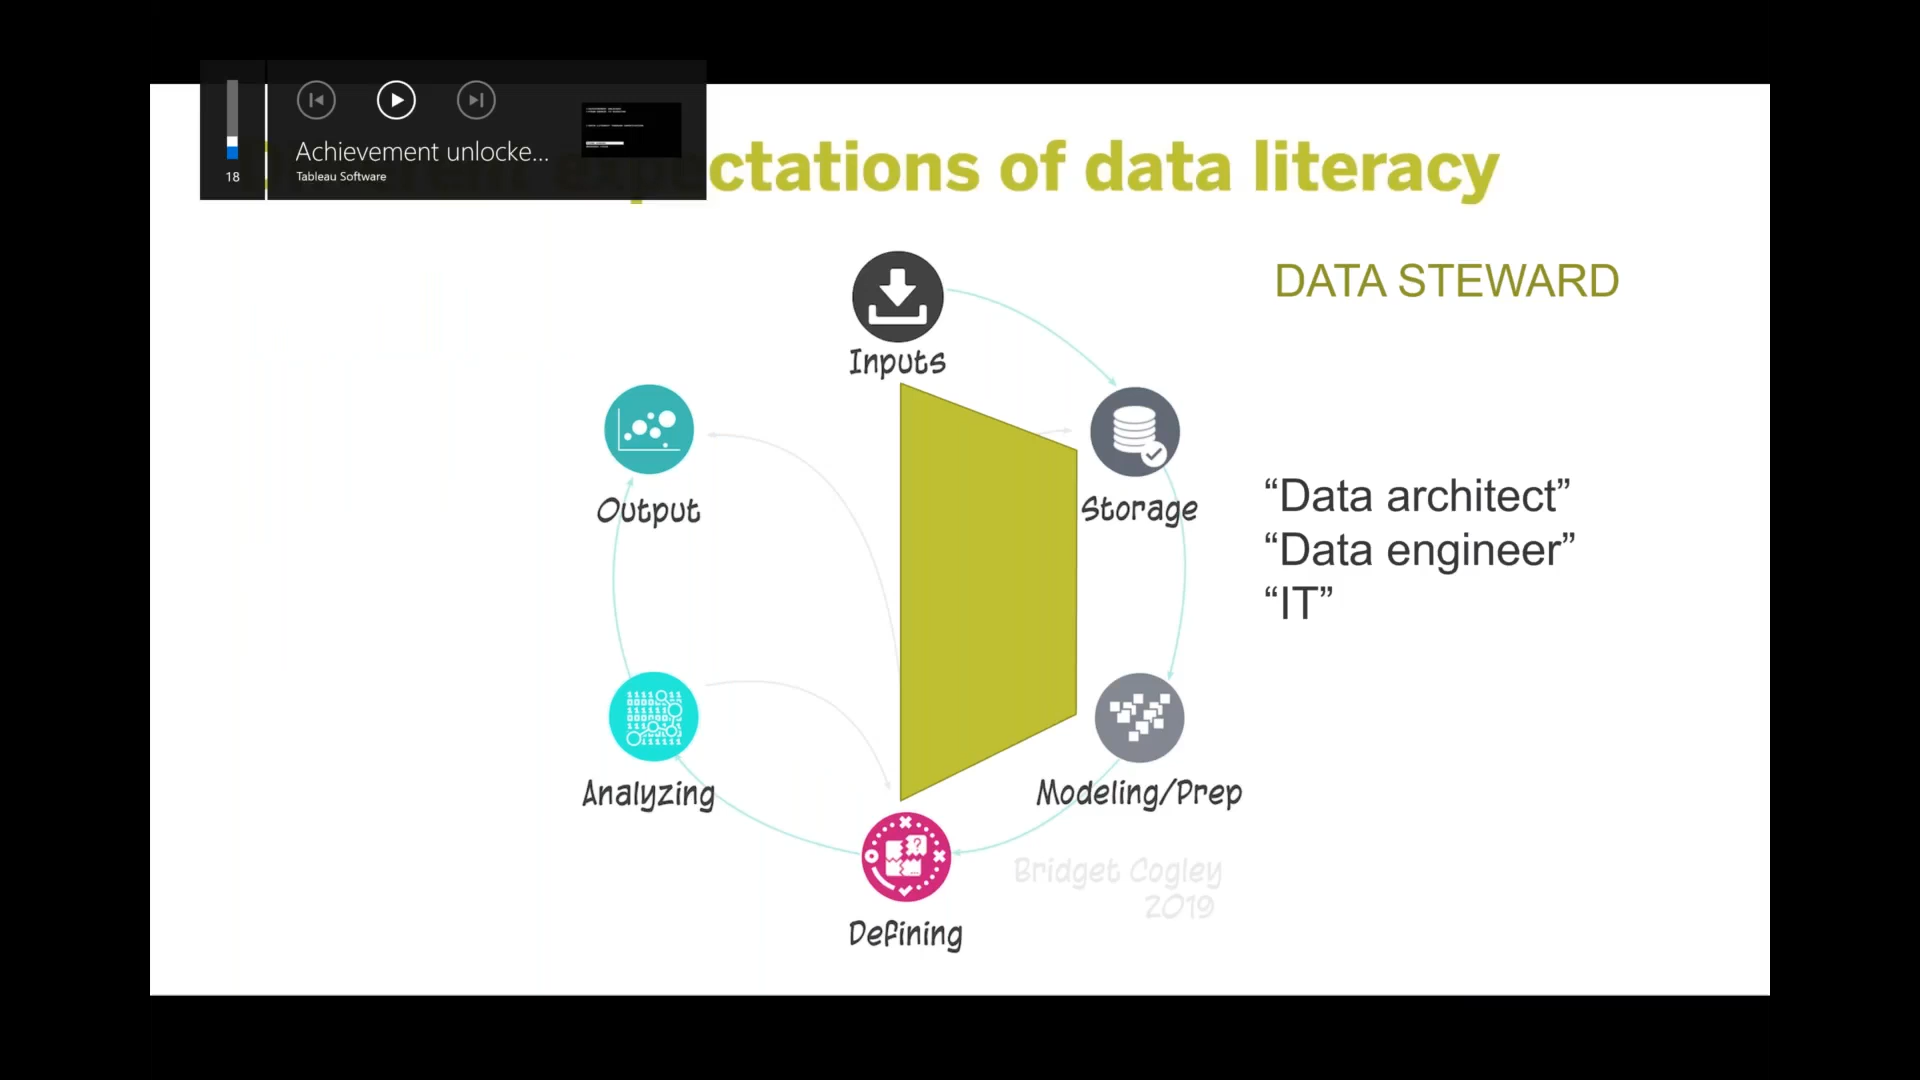 18
Achievement unlocke...
Tableau Software
expectations of data literacy
DATA STEWARD
Inputs
Output
Storage
“Data architect”
“Data engineer”
“IT”
Analyzing
Modeling/Prep
Bridget Cogley
2019
Defining